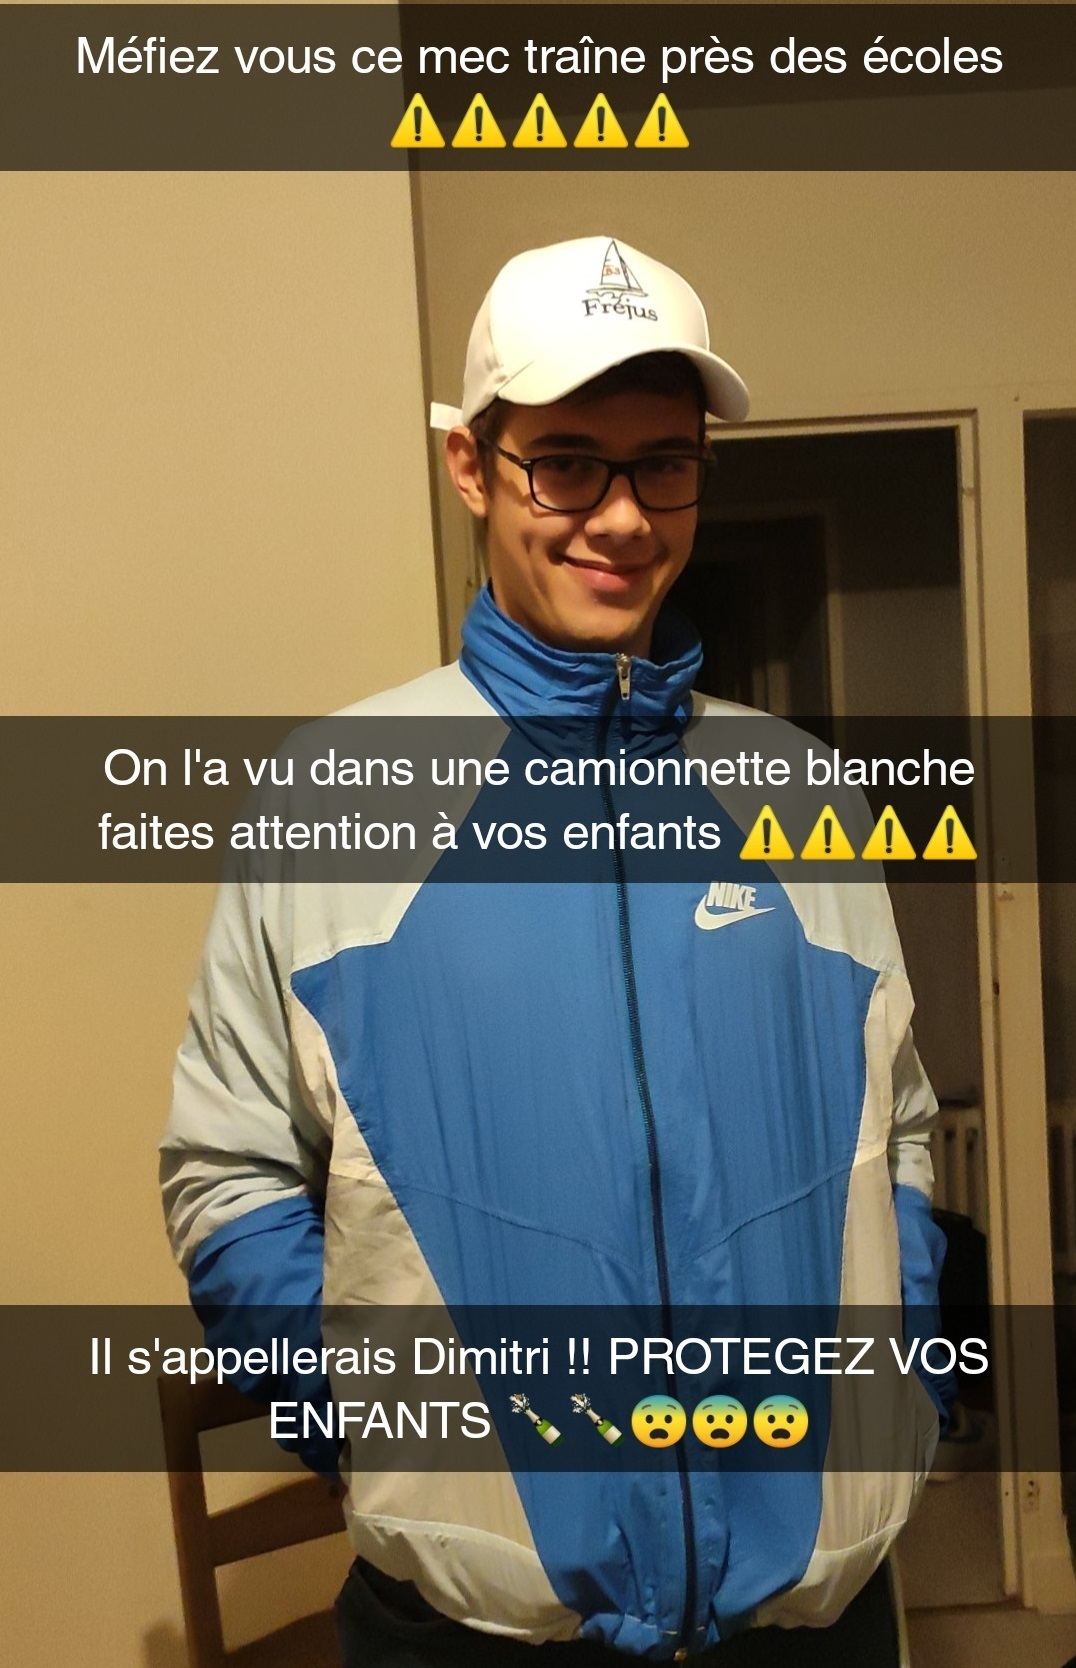 Méfiez vous ce mec traîne près des écoles
⚠️⚠️⚠️⚠️⚠️
B3
Fréjus
On l'a vu dans une camionnette blanche
faites attention à vos enfants ⚠️⚠️⚠️⚠️
NIKE
Il s'appellerais Dimitri !! PROTEGEZ VOS
ENFANTS 🍾🍾😨😨😨